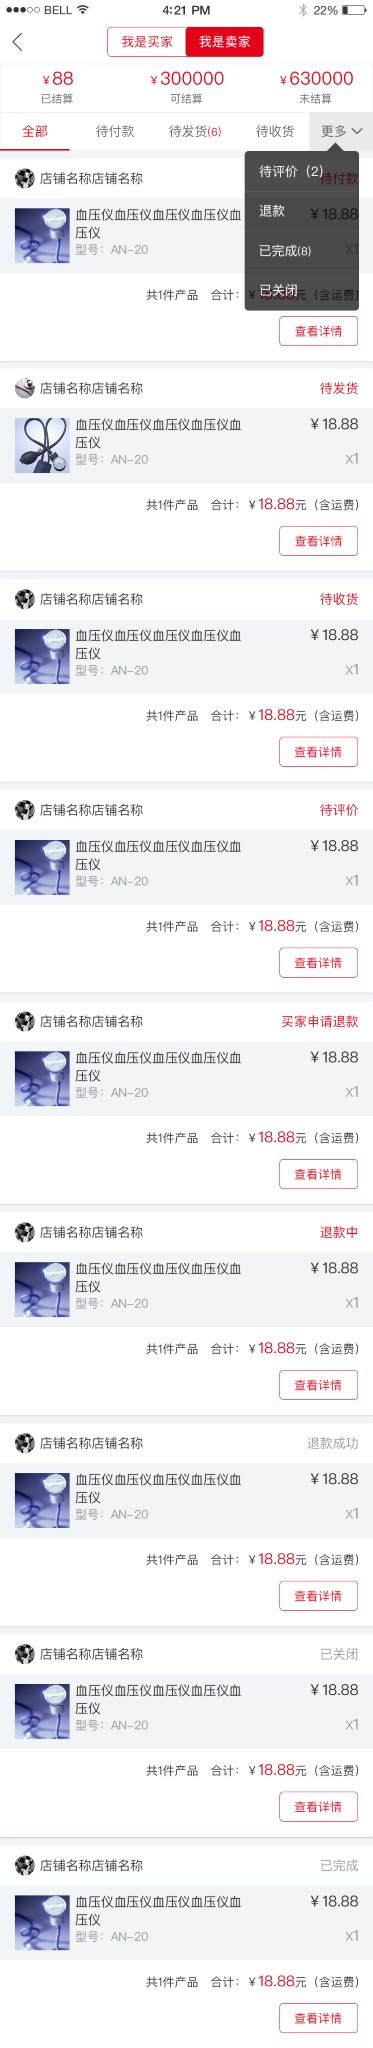 BELL 4:21 PM 22%
我是买家 我是卖家
¥88 ¥300000 ¥630000
已结算 可结算 未结算
全部 待付款 待发货(6) 待收货 更多
待评价（2）
退款
已完成(8)
已关闭
店铺名称店铺名称 待付款
血压仪血压仪血压仪血压仪血 ¥18.88
压仪
型号：AN-20 X1
共1件产品 合计：¥18.88元（含运费）
查看详情
店铺名称店铺名称 待发货
血压仪血压仪血压仪血压仪血 ¥18.88
压仪
型号：AN-20 X1
共1件产品 合计：¥18.88元（含运费）
查看详情
店铺名称店铺名称 待收货
血压仪血压仪血压仪血压仪血 ¥18.88
压仪
型号：AN-20 X1
共1件产品 合计：¥18.88元（含运费）
查看详情
店铺名称店铺名称 待评价
血压仪血压仪血压仪血压仪血 ¥18.88
压仪
型号：AN-20 X1
共1件产品 合计：¥18.88元（含运费）
查看详情
店铺名称店铺名称 买家申请退款
血压仪血压仪血压仪血压仪血 ¥18.88
压仪
型号：AN-20 X1
共1件产品 合计：¥18.88元（含运费）
查看详情
店铺名称店铺名称 退款中
血压仪血压仪血压仪血压仪血 ¥18.88
压仪
型号：AN-20 X1
共1件产品 合计：¥18.88元（含运费）
查看详情
店铺名称店铺名称 退款成功
血压仪血压仪血压仪血压仪血 ¥18.88
压仪
型号：AN-20 X1
共1件产品 合计：¥18.88元（含运费）
查看详情
店铺名称店铺名称 已关闭
血压仪血压仪血压仪血压仪血 ¥18.88
压仪
型号：AN-20 X1
共1件产品 合计：¥18.88元（含运费）
查看详情
店铺名称店铺名称 已完成
血压仪血压仪血压仪血压仪血 ¥18.88
压仪
型号：AN-20 X1
共1件产品 合计：¥18.88元（含运费）
查看详情